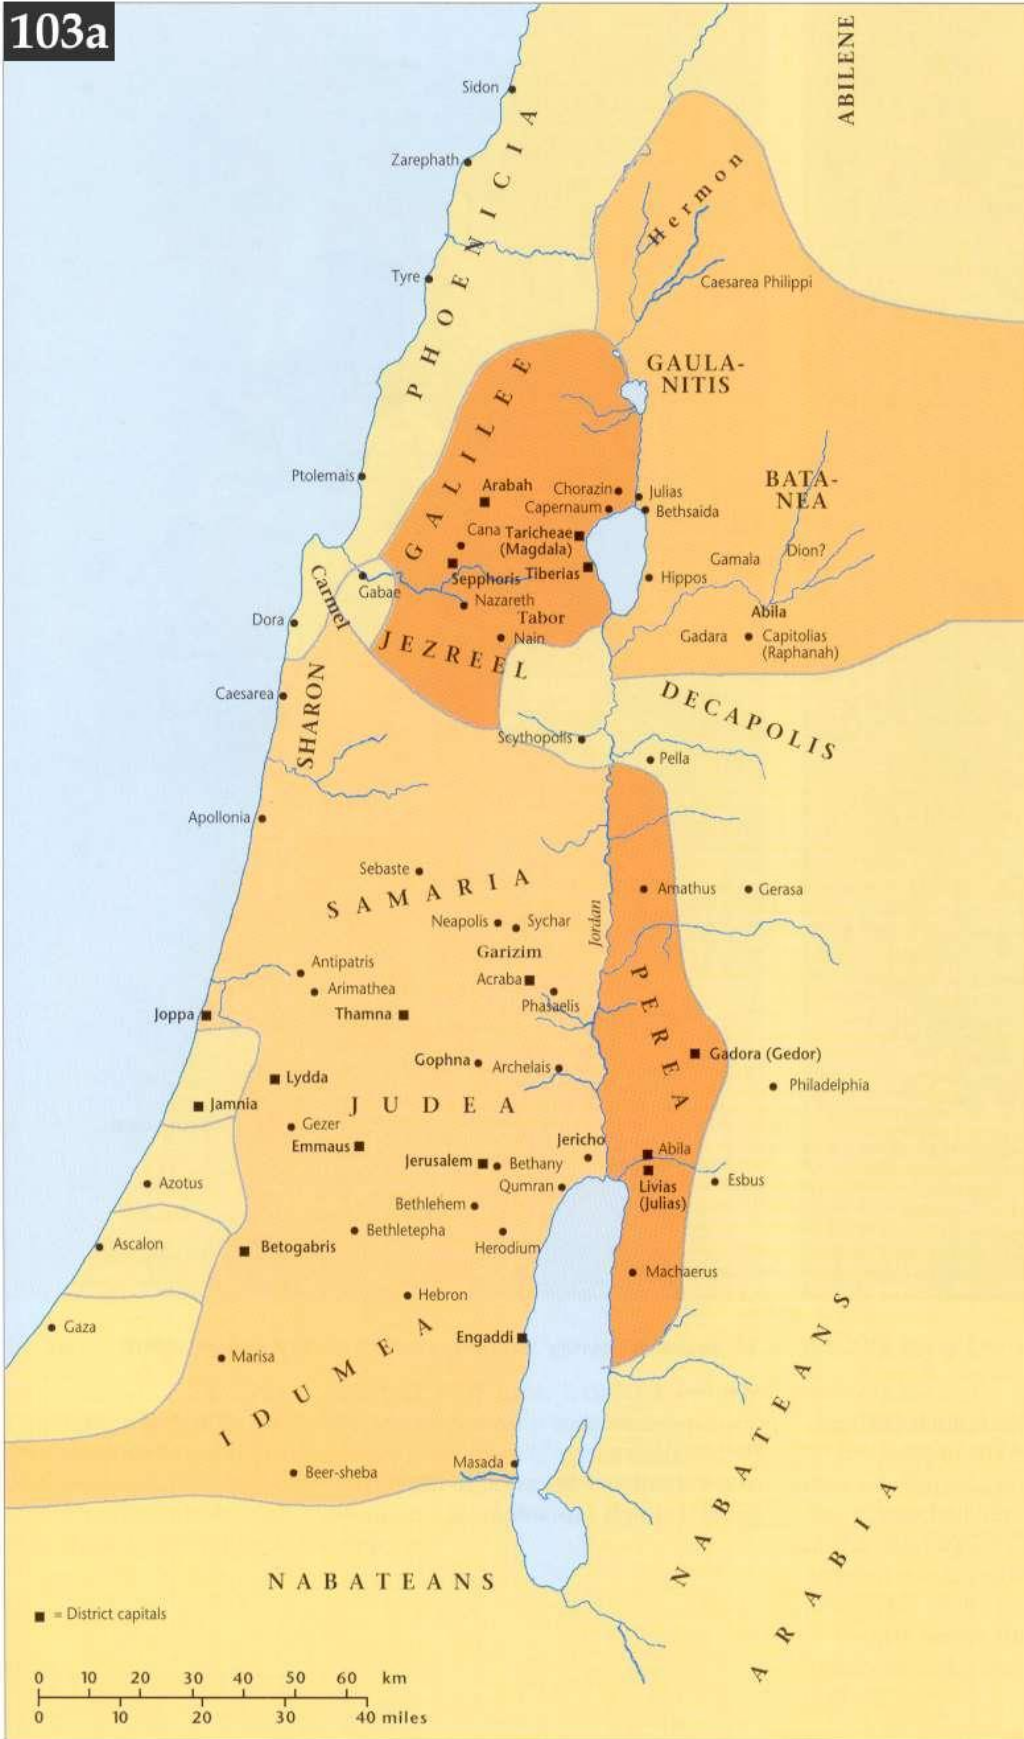 103a
ABILENE
Sidon
PHOENICIA
Zarephath
Hermon
Tyre
Caesarea Philippi
GALILEE
GAULA-
NITIS
Ptolemais
Arabah
Chorazin
Julias
BATA-
NEA
Capernaum
Bethsaida
Cana
Taricheae
(Magdala)
Dion?
Gamala
Carmel
Gabae
Sepphoris
Tiberias
Hippos
Nazareth
Abila
Dora
Tabor
Nain
Gadara
Capitolias
(Raphanah)
JEZREEL
Caesarea
SHARON
DECAPOLIS
Scythopolis
Pella
Apollonia
Sebaste
SAMARIA
Amathus
Gerasa
Neapolis
Sychar
Jordan
Garizim
Antipatris
Acraba
PEREA
Arimathea
Phasaelis
Joppa
Thamna
Gophna
Archelais
Gadora (Gedor)
Lydda
Philadelphia
Jamnia
JUDEA
Gezer
Emmaus
Jericho
Jerusalem
Bethany
Abila
Qumran
Livias
(Julias)
Esbus
Azotus
Bethlehem
Bethletepha
Herodium
Ascalon
Betogabris
Machaerus
Hebron
Gaza
Engaddi
Marisa
IDUMEA
NABATEANS
Masada
Beer-sheba
ARABIA
NABATEANS
= District capitals
0 10 20 30 40 50 60 km
0 10 20 30 40 miles